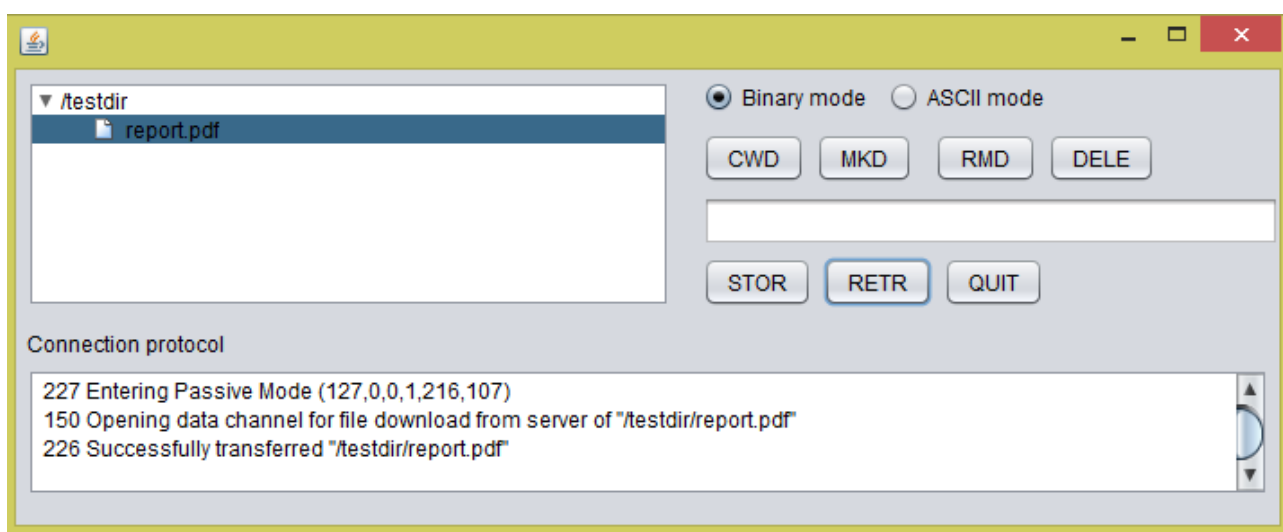 /testdir
report.pdf
Binary mode ASCII mode
CWD MKD RMD DELE
STOR RETR QUIT
Connection protocol
227 Entering Passive Mode (127,0,0,1,216,107)
150 Opening data channel for file download from server of "/testdir/report.pdf"
226 Successfully transferred "/testdir/report.pdf"